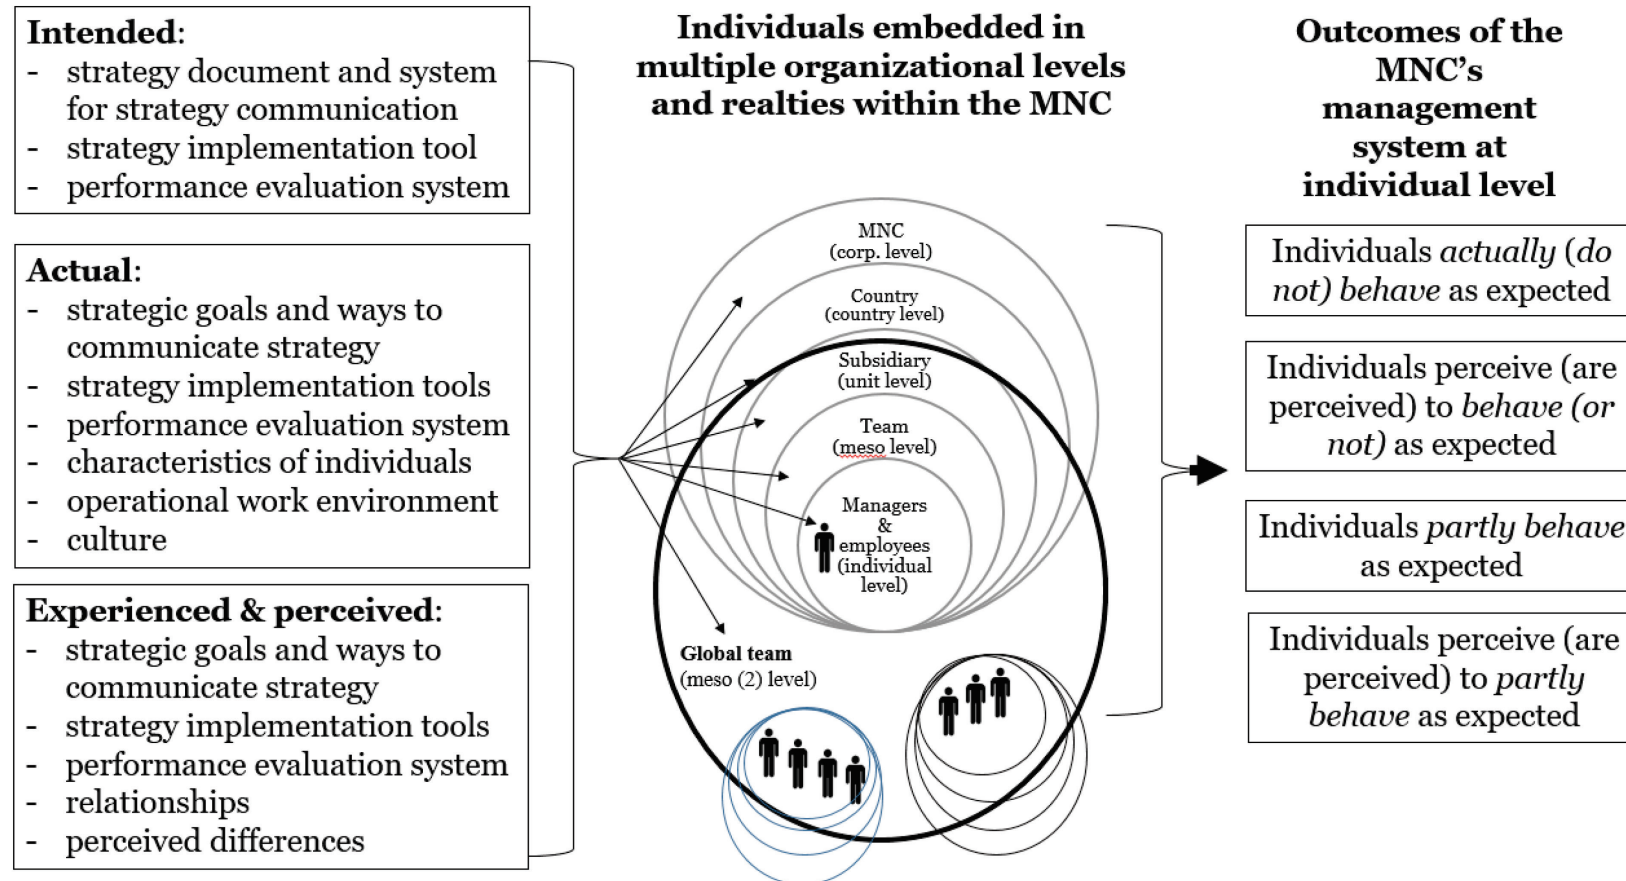 Intended:
- strategy document and system
for strategy communication
- strategy implementation tool
- performance evaluation system
Actual:
- strategic goals and ways to
communicate strategy
- strategy implementation tools
- performance evaluation system
- characteristics of individuals
- operational work environment
- culture
Experienced & perceived:
- strategic goals and ways to
communicate strategy
- strategy implementation tools
- performance evaluation system
- relationships
- perceived differences
Individuals embedded in
multiple organizational levels
and realties within the MNC
MNC
(corp. level)
Country
(country level)
Subsidiary
(unit level)
Team
(meso level)
Managers
&
employees
(individual
level)
Global team
(meso (2) level)
Outcomes of the
MNC's
management
system at
individual level
Individuals actually (do
not) behave as expected
Individuals perceive (are
perceived) to behave (or
not) as expected
Individuals partly behave
as expected
Individuals perceive (are
perceived) to partly
behave as expected